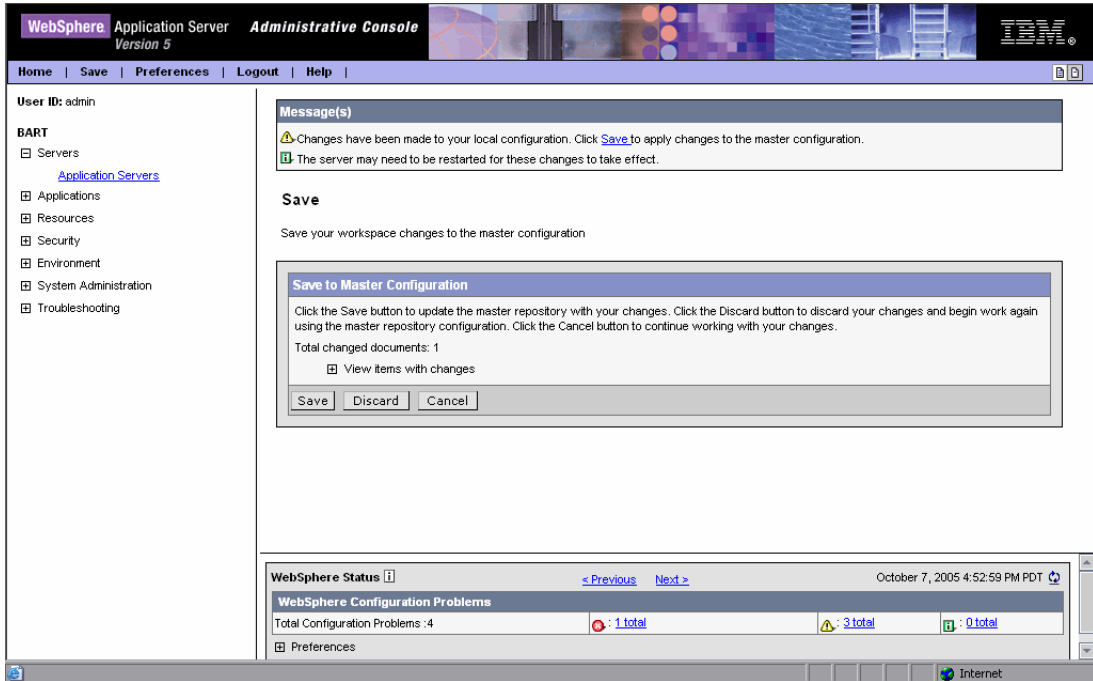 WebSphere Application Server Administrative Console
Version 5
IBM®
Home | Save | Preferences | Logout | Help |
User ID: admin
BART
Servers
Application Servers
Applications
Resources
Security
Environment
System Administration
Troubleshooting
Message(s)
Changes have been made to your local configuration. Click Save to apply changes to the master configuration.
The server may need to be restarted for these changes to take effect.
Save
Save your workspace changes to the master configuration
Save to Master Configuration
Click the Save button to update the master repository with your changes. Click the Discard button to discard your changes and begin work again
using the master repository configuration. Click the Cancel button to continue working with your changes.
Total changed documents: 1
View items with changes
Save Discard Cancel
WebSphere Status i < Previous Next > October 7, 2005 4:52:59 PM PDT
WebSphere Configuration Problems
Total Configuration Problems :4 : 1 total : 3 total : 0 total
Preferences
Internet